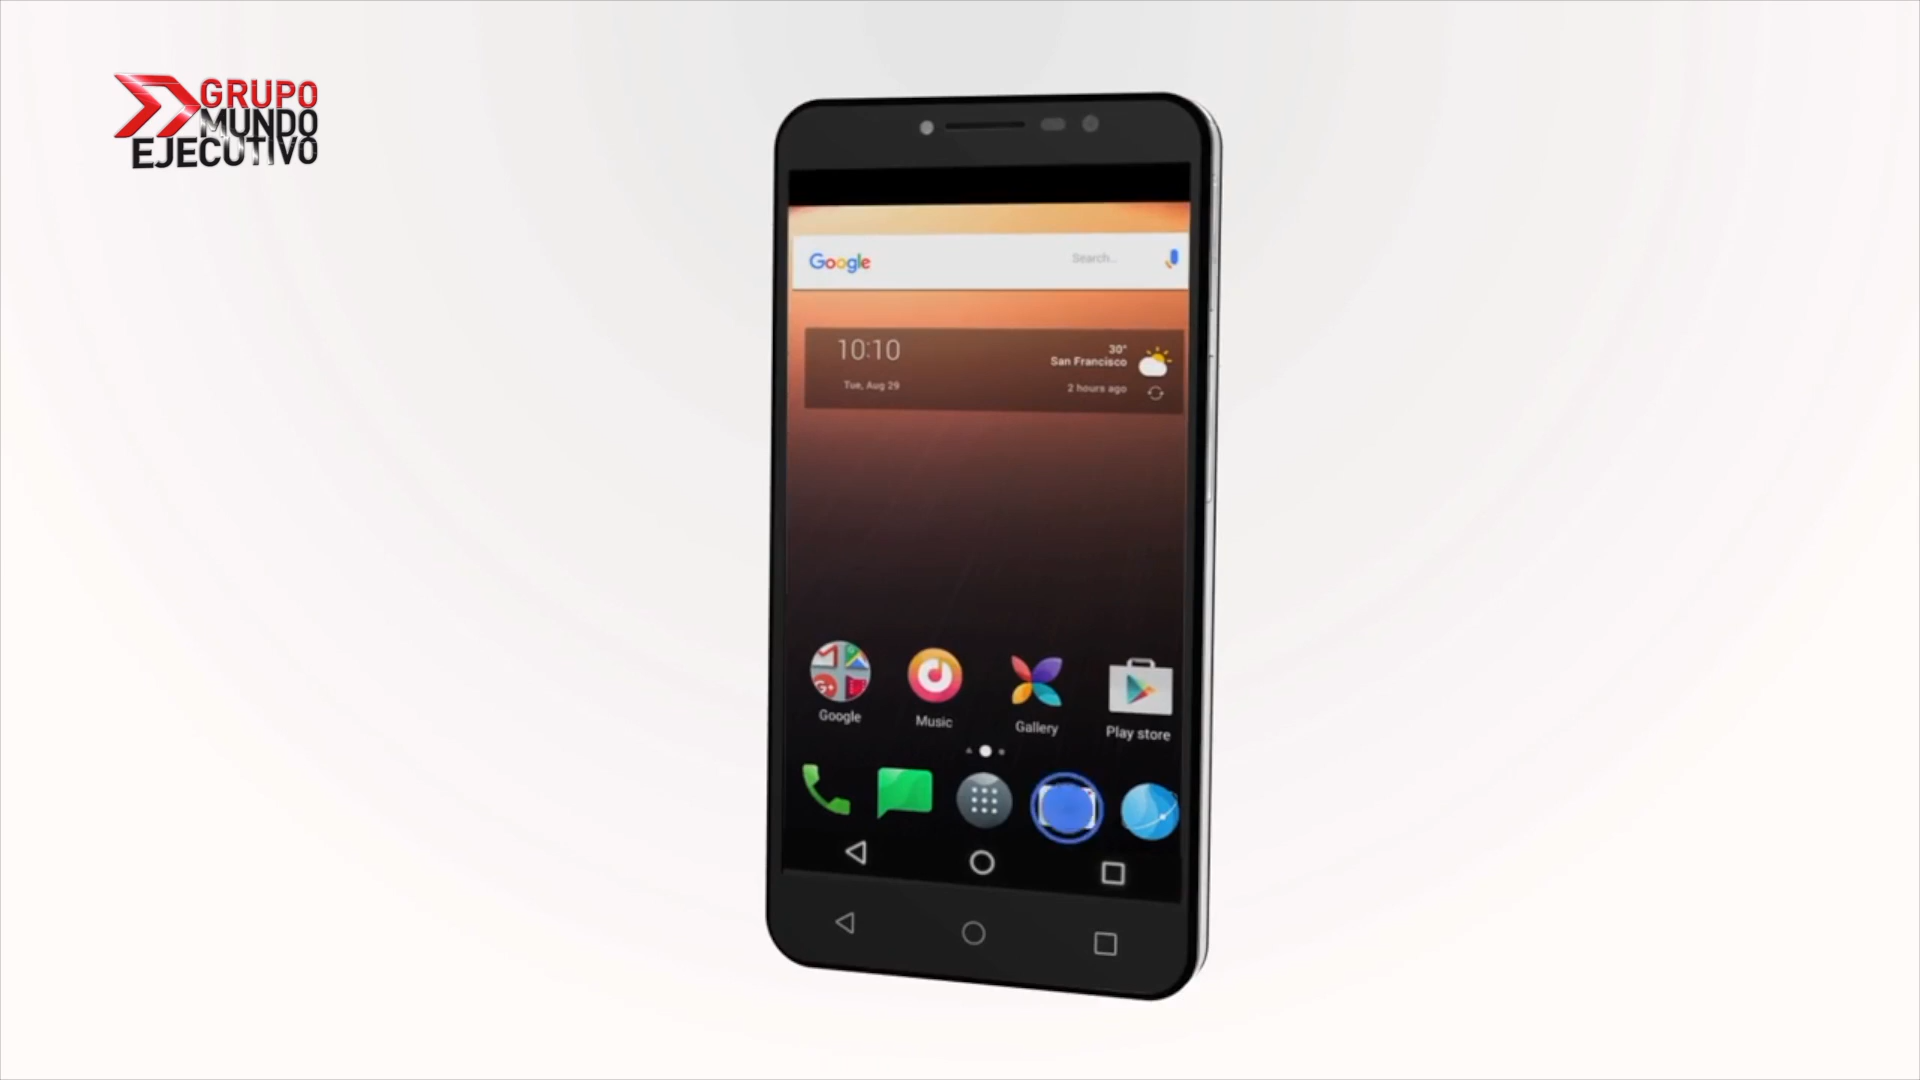 GRUPO
MUNDO
EJECUTIVO
Google
Search...
10:10
30°
San Francisco
Tue, Aug 29
2 hours ago
G+
Google
Music
Gallery
Play store